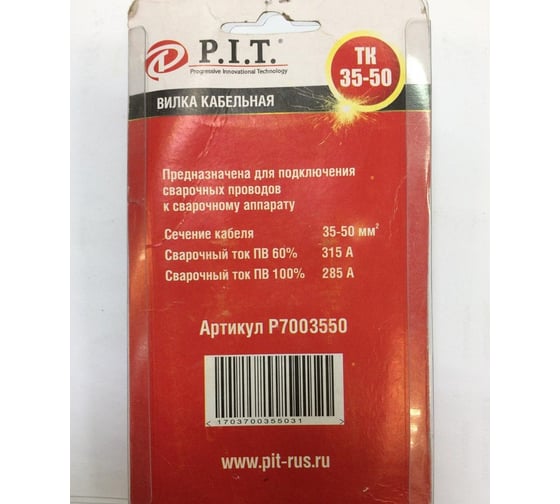 P.I.T.®
Progressive Innovational Technology
ТК
35-50
ВИЛКА КАБЕЛЬНАЯ
Предназначена для подключения
сварочных проводов
к сварочному аппарату
Сечение кабеля 35-50 мм²
Сварочный ток ПВ 60% 315 А
Сварочный ток ПВ 100% 285 А
Артикул P7003550
<1703700355031>
www.pit-rus.ru